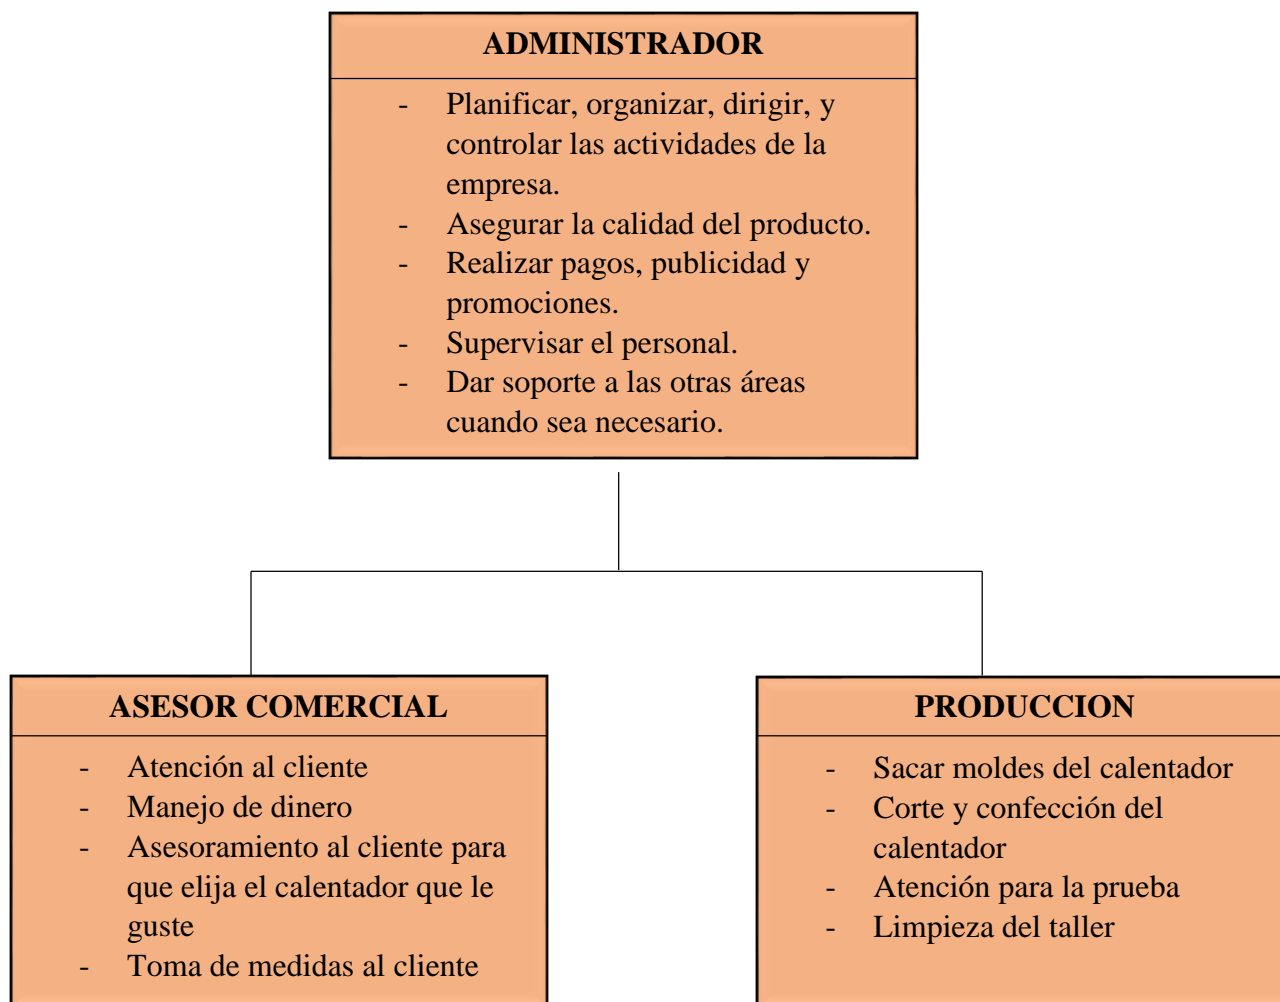 ADMINISTRADOR
- Planificar, organizar, dirigir, y
controlar las actividades de la
empresa.
- Asegurar la calidad del producto.
- Realizar pagos, publicidad y
promociones.
- Supervisar el personal.
- Dar soporte a las otras áreas
cuando sea necesario.
ASESOR COMERCIAL
- Atención al cliente
- Manejo de dinero
- Asesoramiento al cliente para
que elija el calentador que le
guste
- Toma de medidas al cliente
PRODUCCION
- Sacar moldes del calentador
- Corte y confección del
calentador
- Atención para la prueba
- Limpieza del taller